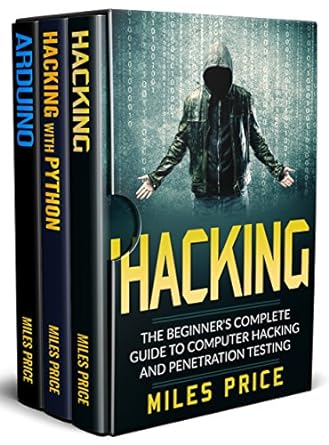 ARDUINO
MILES PRICE
HACKING WITH PYTHON
MILES PRICE
HACKING
MILES PRICE
HACKING
THE BEGINNER'S COMPLETE
GUIDE TO COMPUTER HACKING
AND PENETRATION TESTING
MILES PRICE